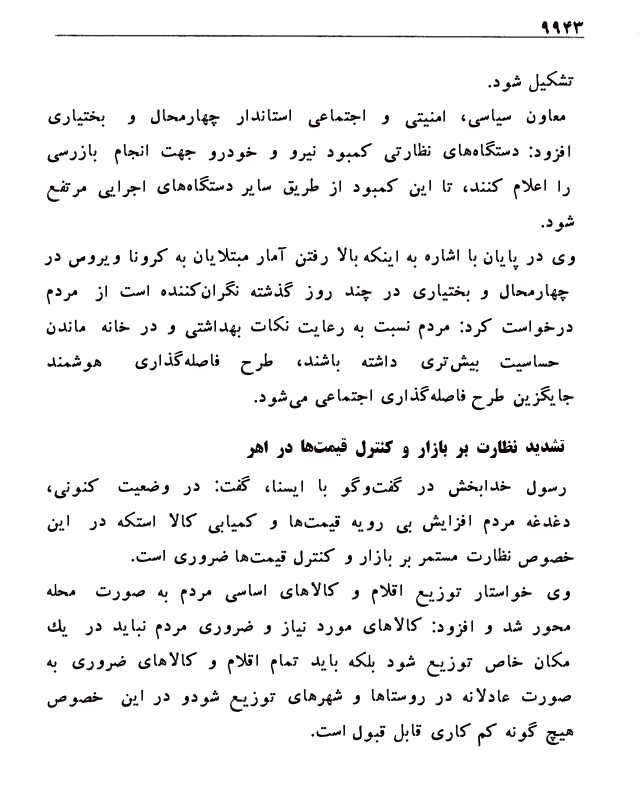 ۹۹۴۳
تشکیل شود.
معاون سیاسی، امنیتی و اجتماعی استاندار چهارمحال و بختیاری
افزود: دستگاه‌های نظارتی کمبود نیرو و خودرو جهت انجام بازرسی
را اعلام کنند، تا این کمبود از طریق سایر دستگاه‌های اجرایی مرتفع
شود.
وی در پایان با اشاره به اینکه بالا رفتن آمار مبتلایان به کرونا ویروس در
چهارمحال و بختیاری در چند روز گذشته نگران‌کننده است از مردم
درخواست کرد: مردم نسبت به رعایت نکات بهداشتی و در خانه ماندن
حساسیت بیش‌تری داشته باشند، طرح فاصله‌گذاری هوشمند
جایگزین طرح فاصله‌گذاری اجتماعی می‌شود.
تشدید نظارت بر بازار و کنترل قیمت‌ها در اهر
رسول خدابخش در گفت‌وگو با ایسنا، گفت: در وضعیت کنونی،
دغدغه مردم افزایش بی رویه قیمت‌ها و کمیابی کالا استکه در این
خصوص نظارت مستمر بر بازار و کنترل قیمت‌ها ضروری است.
وی خواستار توزیع اقلام و کالاهای اساسی مردم به صورت محله
محور شد و افزود: کالاهای مورد نیاز و ضروری مردم نباید در یك
مکان خاص توزیع شود بلکه باید تمام اقلام و کالاهای ضروری به
صورت عادلانه در روستاها و شهرهای توزیع شودو در این خصوص
هیچ گونه کم کاری قابل قبول است.